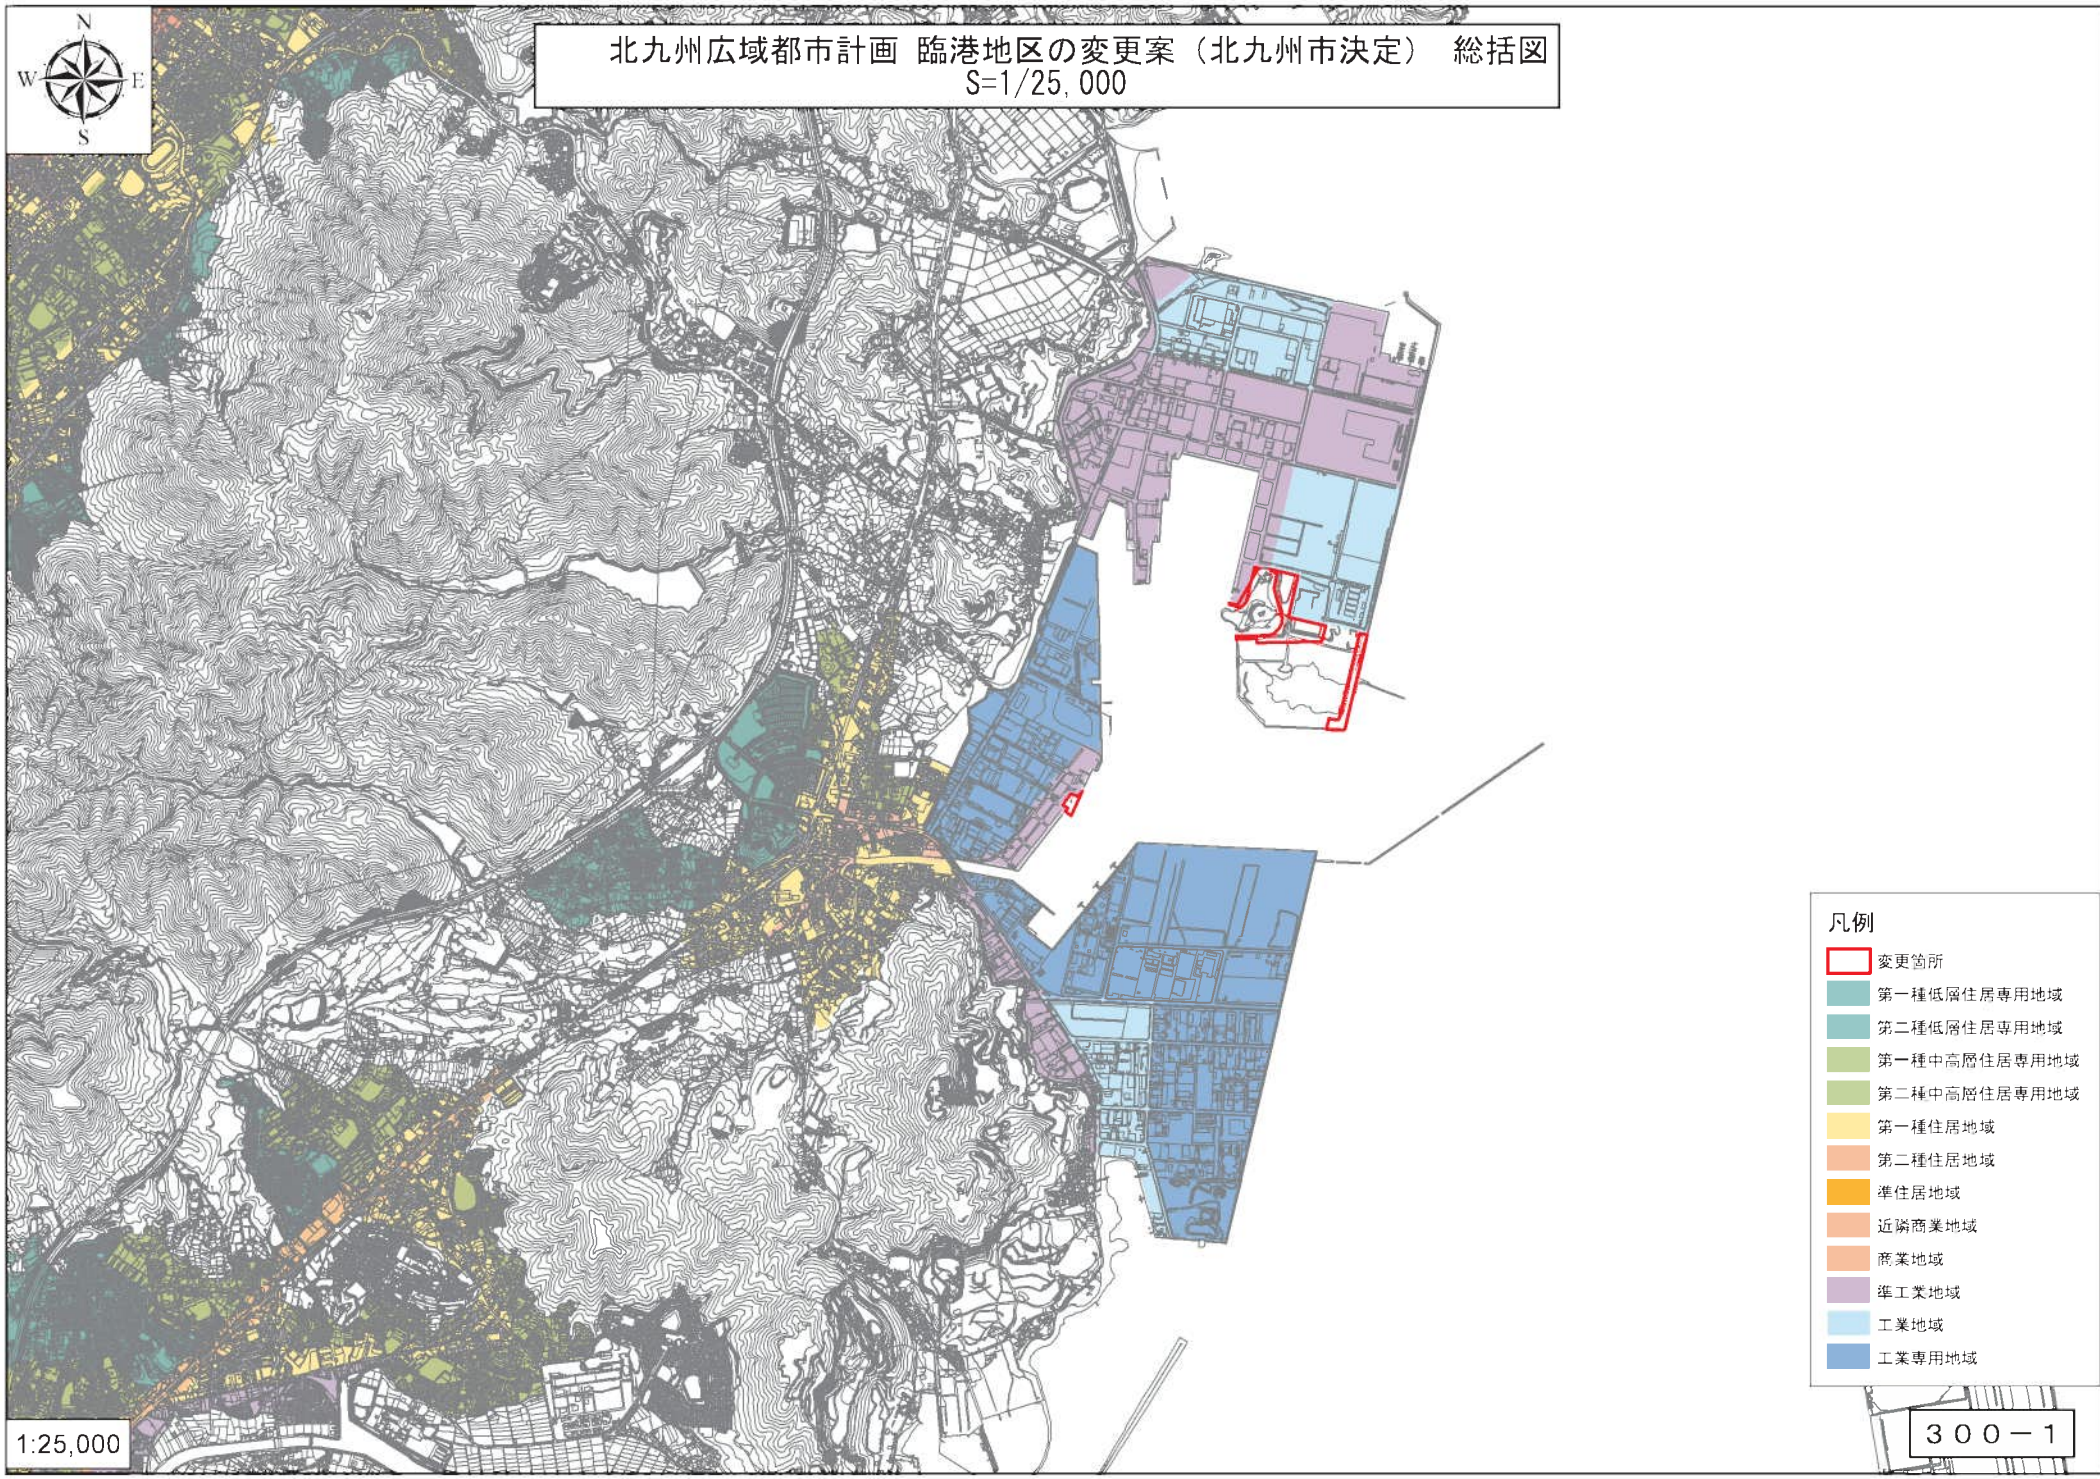 北九州広域都市計画 臨港地区の変更案（北九州市決定） 総括図
S=1/25,000
N
W E
S
凡例
変更箇所
第一種低層住居専用地域
第二種低層住居専用地域
第一種中高層住居専用地域
第二種中高層住居専用地域
第一種住居地域
第二種住居地域
準住居地域
近隣商業地域
商業地域
準工業地域
工業地域
工業専用地域
1:25,000
３００－１